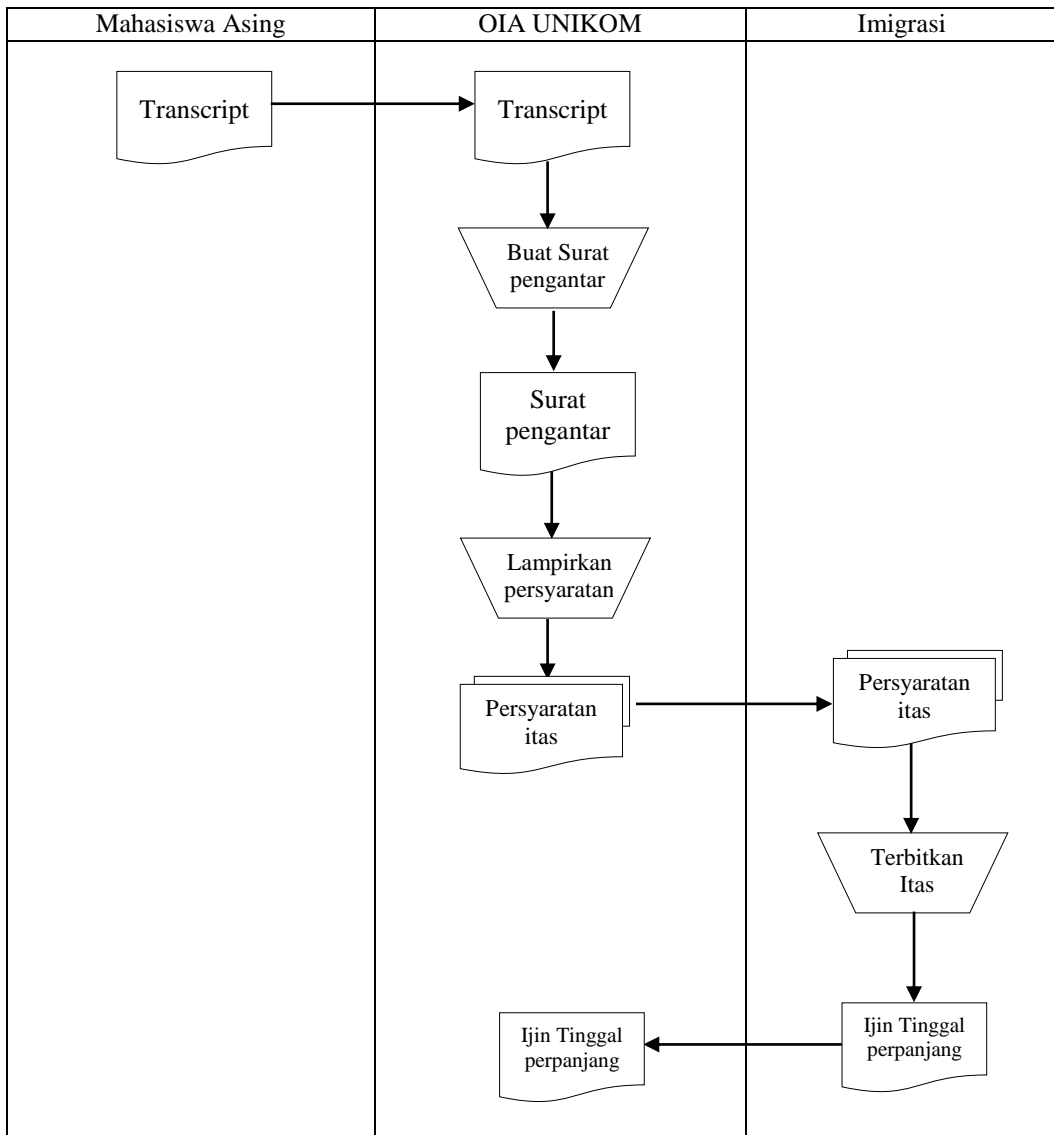 Mahasiswa Asing
OIA UNIKOM
Imigrasi
Transcript
Transcript
Buat Surat
pengantar
Surat
pengantar
Lampirkan
persyaratan
Persyaratan
itas
Persyaratan
itas
Terbitkan
Itas
Ijin Tinggal
perpanjang
Ijin Tinggal
perpanjang